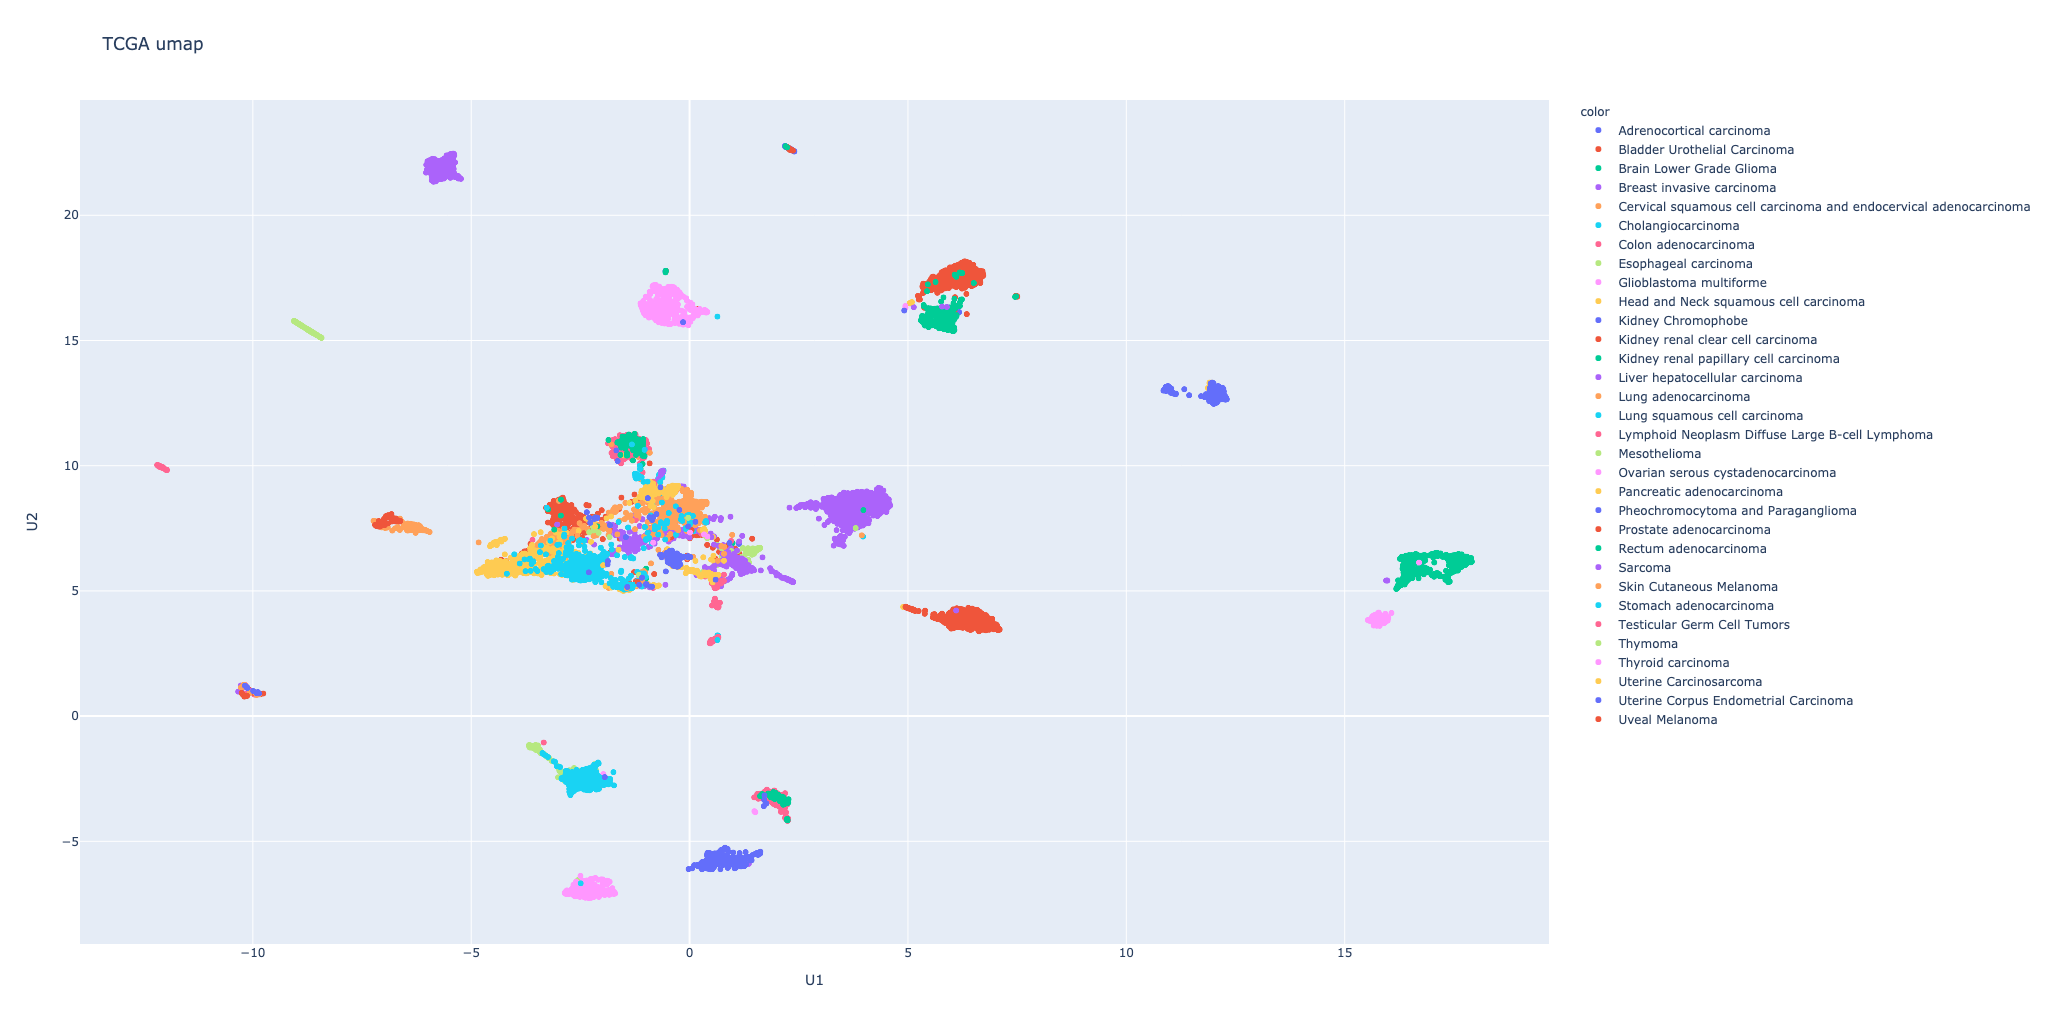 TCGA umap
color
Adrenocortical carcinoma
Bladder Urothelial Carcinoma
Brain Lower Grade Glioma
Breast invasive carcinoma
Cervical squamous cell carcinoma and endocervical adenocarcinoma
Cholangiocarcinoma
Colon adenocarcinoma
Esophageal carcinoma
Glioblastoma multiforme
Head and Neck squamous cell carcinoma
Kidney Chromophobe
Kidney renal clear cell carcinoma
Kidney renal papillary cell carcinoma
Liver hepatocellular carcinoma
Lung adenocarcinoma
Lung squamous cell carcinoma
Lymphoid Neoplasm Diffuse Large B-cell Lymphoma
Mesothelioma
Ovarian serous cystadenocarcinoma
Pancreatic adenocarcinoma
Pheochromocytoma and Paraganglioma
Prostate adenocarcinoma
Rectum adenocarcinoma
Sarcoma
Skin Cutaneous Melanoma
Stomach adenocarcinoma
Testicular Germ Cell Tumors
Thymoma
Thyroid carcinoma
Uterine Carcinosarcoma
Uterine Corpus Endometrial Carcinoma
Uveal Melanoma
U2
20
15
10
5
0
−5
−10
−5
0
5
10
15
U1